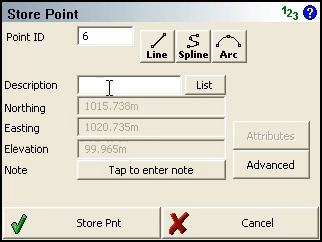 Store Point 123 ?
Point ID 6
Line Spline Arc
Description List
Northing 1015.738m
Easting 1020.735m
Elevation 99.965m Attributes
Note Tap to enter note Advanced
Store Pnt Cancel